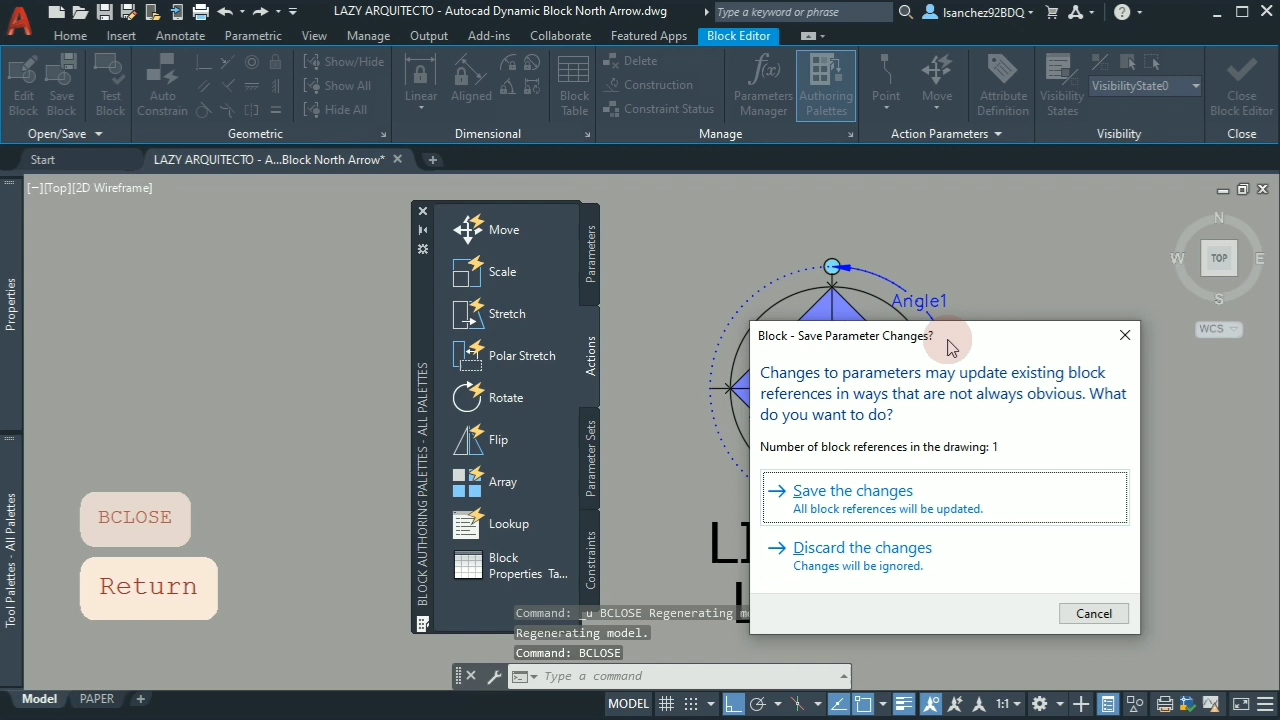 LAZY ARQUITECTO - Autocad Dynamic Block North Arrow.dwg
Type a keyword or phrase
lsanchez92BDQ
Home Insert Annotate Parametric View Manage Output Add-ins Collaborate Featured Apps Block Editor
Edit Block
Save Block
Test Block
Auto Constrain
Show/Hide
Show All
Hide All
Linear
Aligned
Block Table
Delete
Construction
Constraint Status
Parameters Manager
Authoring Palettes
Point
Move
Attribute Definition
Visibility States
VisibilityState0
Close Block Editor
Open/Save
Geometric
Dimensional
Manage
Action Parameters
Visibility
Close
Start
LAZY ARQUITECTO - A...Block North Arrow*
[−][Top][2D Wireframe]
Properties
Tool Palettes - All Palettes
BLOCK AUTHORING PALETTES - ALL PALETTES
Move
Scale
Stretch
Polar Stretch
Rotate
Flip
Array
Lookup
Block
Properties Ta...
Parameters
Actions
Parameter Sets
Constraints
Angle1
N
W
TOP
E
S
WCS
Block - Save Parameter Changes?
Changes to parameters may update existing block
references in ways that are not always obvious. What
do you want to do?
Number of block references in the drawing: 1
Save the changes
All block references will be updated.
Discard the changes
Changes will be ignored.
Cancel
BCLOSE
Return
Command: _u BCLOSE Regenerating
Regenerating model.
Command: BCLOSE
Type a command
Model
PAPER
MODEL
1:1